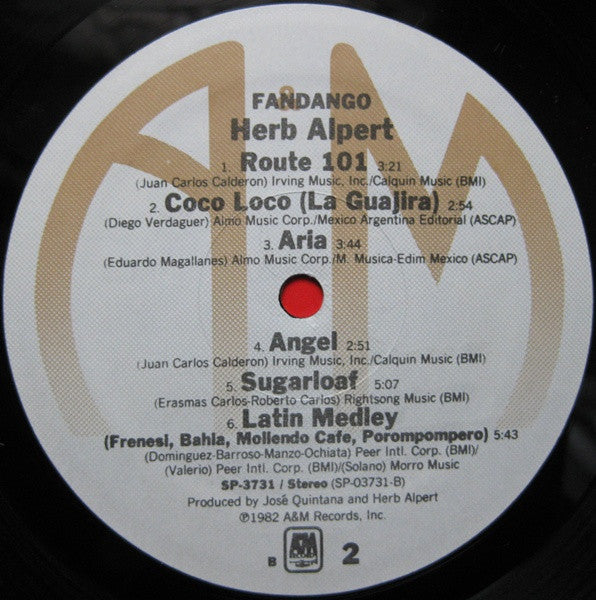 FANDANGO
Herb Alpert
1. Route 101 3:21
(Juan Carlos Calderon) Irving Music, Inc./Calquin Music (BMI)
2. Coco Loco (La Guajira) 2:54
(Diego Verdaguer) Almo Music Corp./Mexico Argentina Editorial (ASCAP)
3. Aria 3:44
(Eduardo Magallanes) Almo Music Corp./M. Musica-Edim Mexico (ASCAP)
4. Angel 2:51
(Juan Carlos Calderon) Irving Music, Inc./Calquin Music (BMI)
5. Sugarloaf 5:07
(Erasmas Carlos-Roberto Carlos) Rightsong Music (BMI)
6. Latin Medley
(Frenesi, Bahia, Mollendo Cafe, Porompompero) 5:43
(Dominguez-Barroso-Manzo-Ochiata) Peer Intl. Corp. (BMI)/
(Valerio) Peer Intl. Corp. (BMI)/(Solano) Morro Music
SP-3731 / Stereo (SP-03731-B)
Produced by José Quintana and Herb Alpert
℗1982 A&M Records, Inc.
B A&M RECORDS 2